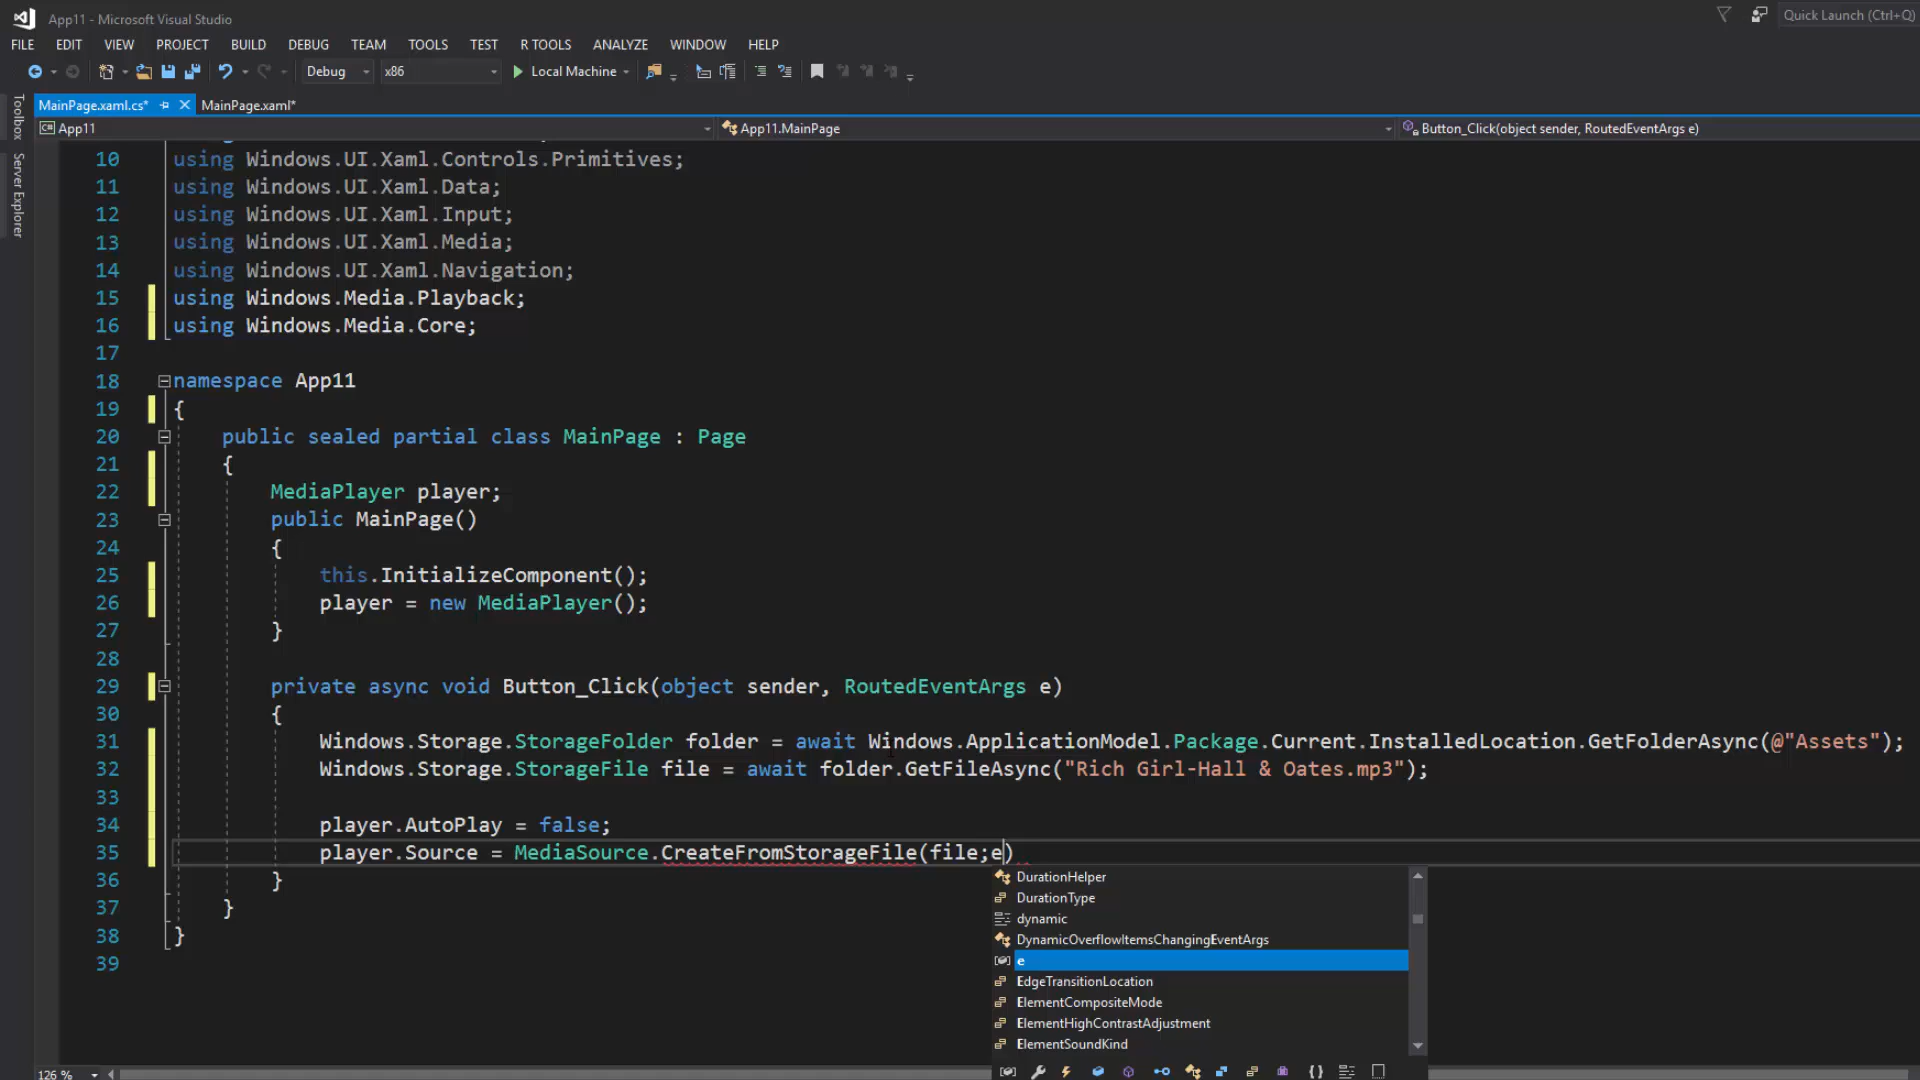 App11 - Microsoft Visual Studio
Quick Launch (Ctrl+Q)
FILE EDIT VIEW PROJECT BUILD DEBUG TEAM TOOLS TEST R TOOLS ANALYZE WINDOW HELP
Debug x86 Local Machine
MainPage.xaml.cs* MainPage.xaml*
App11 App11.MainPage Button_Click(object sender, RoutedEventArgs e)
Toolbox
Server Explorer
10 using Windows.UI.Xaml.Controls.Primitives;
11 using Windows.UI.Xaml.Data;
12 using Windows.UI.Xaml.Input;
13 using Windows.UI.Xaml.Media;
14 using Windows.UI.Xaml.Navigation;
15 using Windows.Media.Playback;
16 using Windows.Media.Core;
17
18 namespace App11
19 {
20 public sealed partial class MainPage : Page
21 {
22 MediaPlayer player;
23 public MainPage()
24 {
25 this.InitializeComponent();
26 player = new MediaPlayer();
27 }
28
29 private async void Button_Click(object sender, RoutedEventArgs e)
30 {
31 Windows.Storage.StorageFolder folder = await Windows.ApplicationModel.Package.Current.InstalledLocation.GetFolderAsync(@"Assets");
32 Windows.Storage.StorageFile file = await folder.GetFileAsync("Rich Girl-Hall & Oates.mp3");
33
34 player.AutoPlay = false;
35 player.Source = MediaSource.CreateFromStorageFile(file;e)
36 }
37 }
38 }
39
DurationHelper
DurationType
dynamic
DynamicOverflowItemsChangingEventArgs
e
EdgeTransitionLocation
ElementCompositeMode
ElementHighContrastAdjustment
ElementSoundKind
126 %